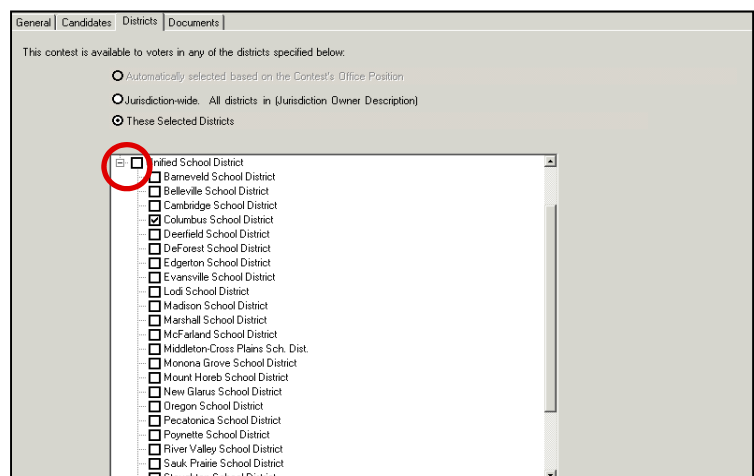 General Candidates Districts Documents
This contest is available to voters in any of the districts specified below:
Automatically selected based on the Contest's Office Position
Jurisdiction-wide. All districts in (Jurisdiction Owner Description)
These Selected Districts
Unified School District
Barneveld School District
Belleville School District
Cambridge School District
Columbus School District
Deerfield School District
DeForest School District
Edgerton School District
Evansville School District
Lodi School District
Madison School District
Marshall School District
McFarland School District
Middleton-Cross Plains Sch. Dist.
Monona Grove School District
Mount Horeb School District
New Glarus School District
Oregon School District
Pecatonica School District
Poynette School District
River Valley School District
Sauk Prairie School District